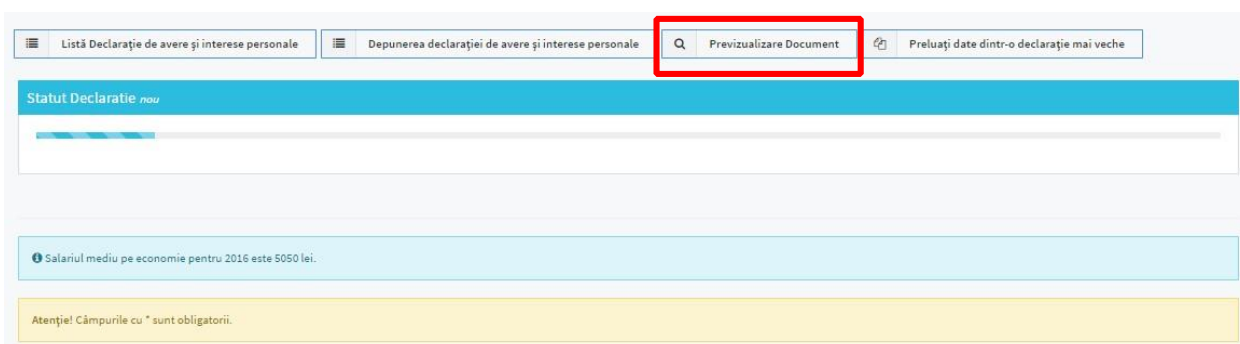 Listă Declarație de avere și interese personale
Depunerea declarației de avere și interese personale
Previzualizare Document
Preluați date dintr-o declarație mai veche
Statut Declaratie nou
Salariul mediu pe economie pentru 2016 este 5050 lei.
Atenție! Câmpurile cu * sunt obligatorii.